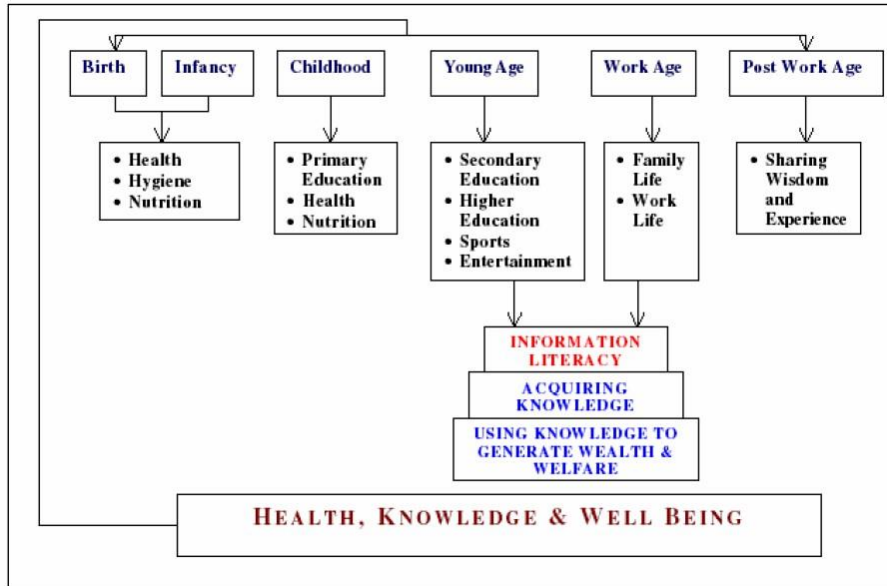 Birth
Infancy
Childhood
Young Age
Work Age
Post Work Age
• Health
• Hygiene
• Nutrition
• Primary
Education
• Health
• Nutrition
• Secondary
Education
• Higher
Education
• Sports
• Entertainment
• Family
Life
• Work
Life
• Sharing
Wisdom
and
Experience
INFORMATION
LITERACY
ACQUIRING
KNOWLEDGE
USING KNOWLEDGE TO
GENERATE WEALTH &
WELFARE
HEALTH, KNOWLEDGE & WELL BEING